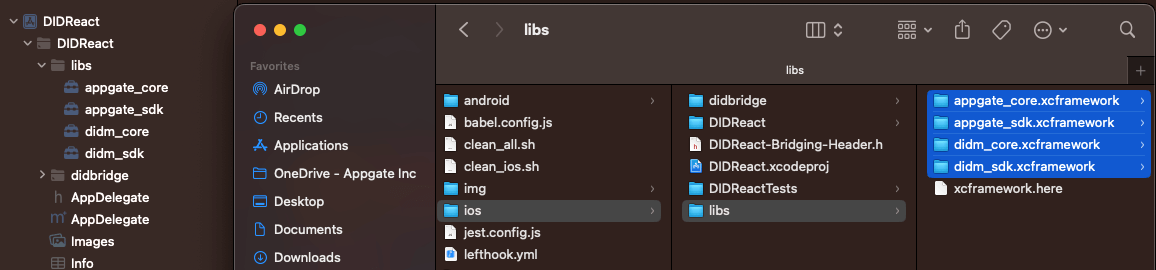 DIDReact
DIDReact
libs
appgate_core
appgate_sdk
didm_core
didm_sdk
didbridge
AppDelegate
AppDelegate
Images
Info
libs
Favorites
AirDrop
Recents
Applications
OneDrive - Appgate Inc
Desktop
Documents
Downloads
libs
android
babel.config.js
clean_all.sh
clean_ios.sh
img
ios
jest.config.js
lefthook.yml
didbridge
DIDReact
DIDReact-Bridging-Header.h
DIDReact.xcodeproj
DIDReactTests
libs
appgate_core.xcframework
appgate_sdk.xcframework
didm_core.xcframework
didm_sdk.xcframework
xcframework.here